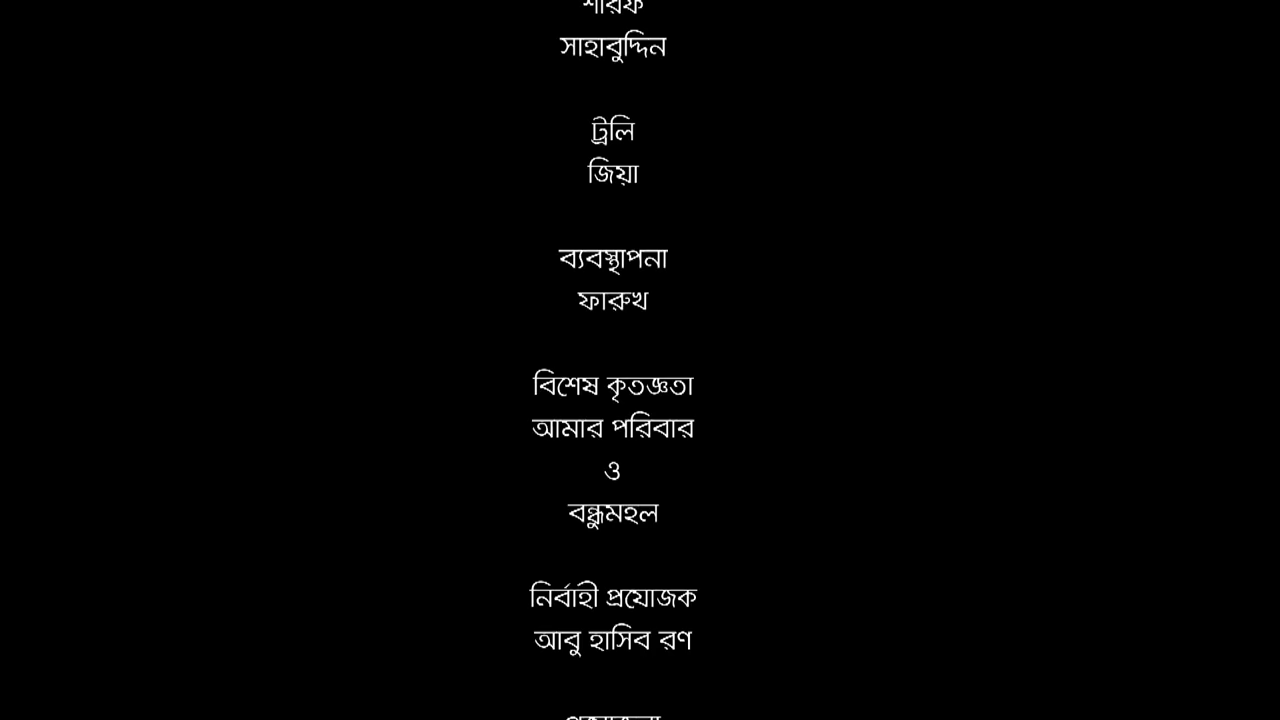 সাহাবুদ্দিন
ট্রলি
জিয়া
ব্যবস্থাপনা
ফারুখ
বিশেষ কৃতজ্ঞতা
আমার পরিবার
ও
বন্ধুমহল
নির্বাহী প্রযোজক
আবু হাসিব রণ